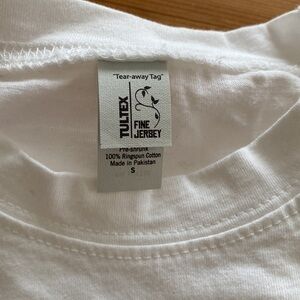 "Tear-away Tag"
TULTEX
FINE
JERSEY
Pre-shrunk
100% Ringspun Cotton
Made in Pakistan
S